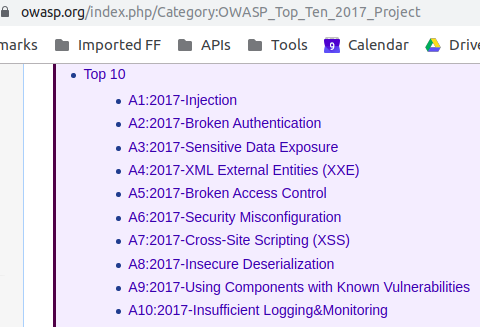 owasp.org/index.php/Category:OWASP_Top_Ten_2017_Project
marks Imported FF APIs Tools 9 Calendar Drive
Top 10
A1:2017-Injection
A2:2017-Broken Authentication
A3:2017-Sensitive Data Exposure
A4:2017-XML External Entities (XXE)
A5:2017-Broken Access Control
A6:2017-Security Misconfiguration
A7:2017-Cross-Site Scripting (XSS)
A8:2017-Insecure Deserialization
A9:2017-Using Components with Known Vulnerabilities
A10:2017-Insufficient Logging&Monitoring